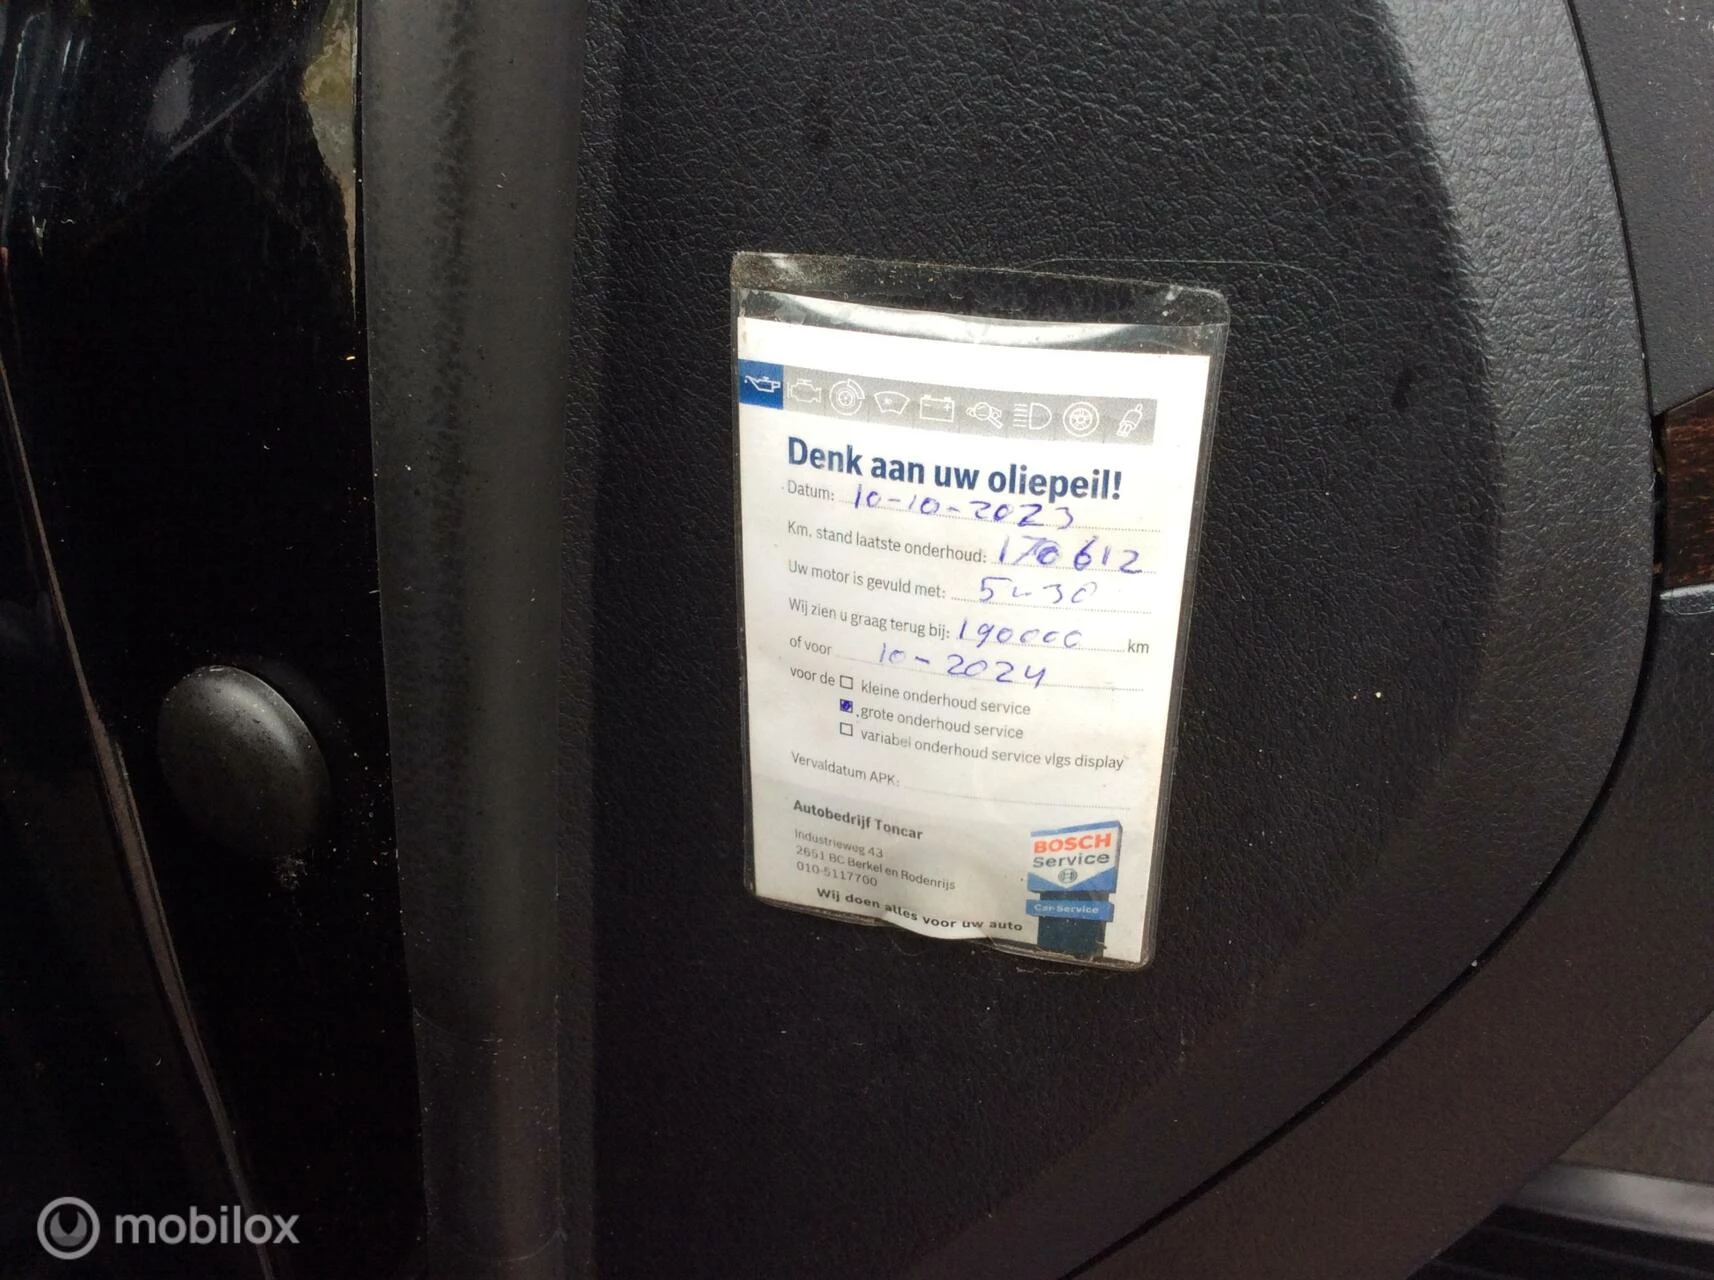 Denk aan uw oliepeil!
Datum: 10-10-2023
Km. stand laatste onderhoud: 170612
Uw motor is gevuld met: 5w30
Wij zien u graag terug bij: 190000 km
of voor 10-2024
voor de kleine onderhoud service
grote onderhoud service
variabel onderhoud service vlgs display
Vervaldatum APK:
Autobedrijf Toncar
Industrieweg 43
2651 BC Berkel en Rodenrijs
010-5117700
Wij doen alles voor uw auto
BOSCH
Service
Car Service
mobilox